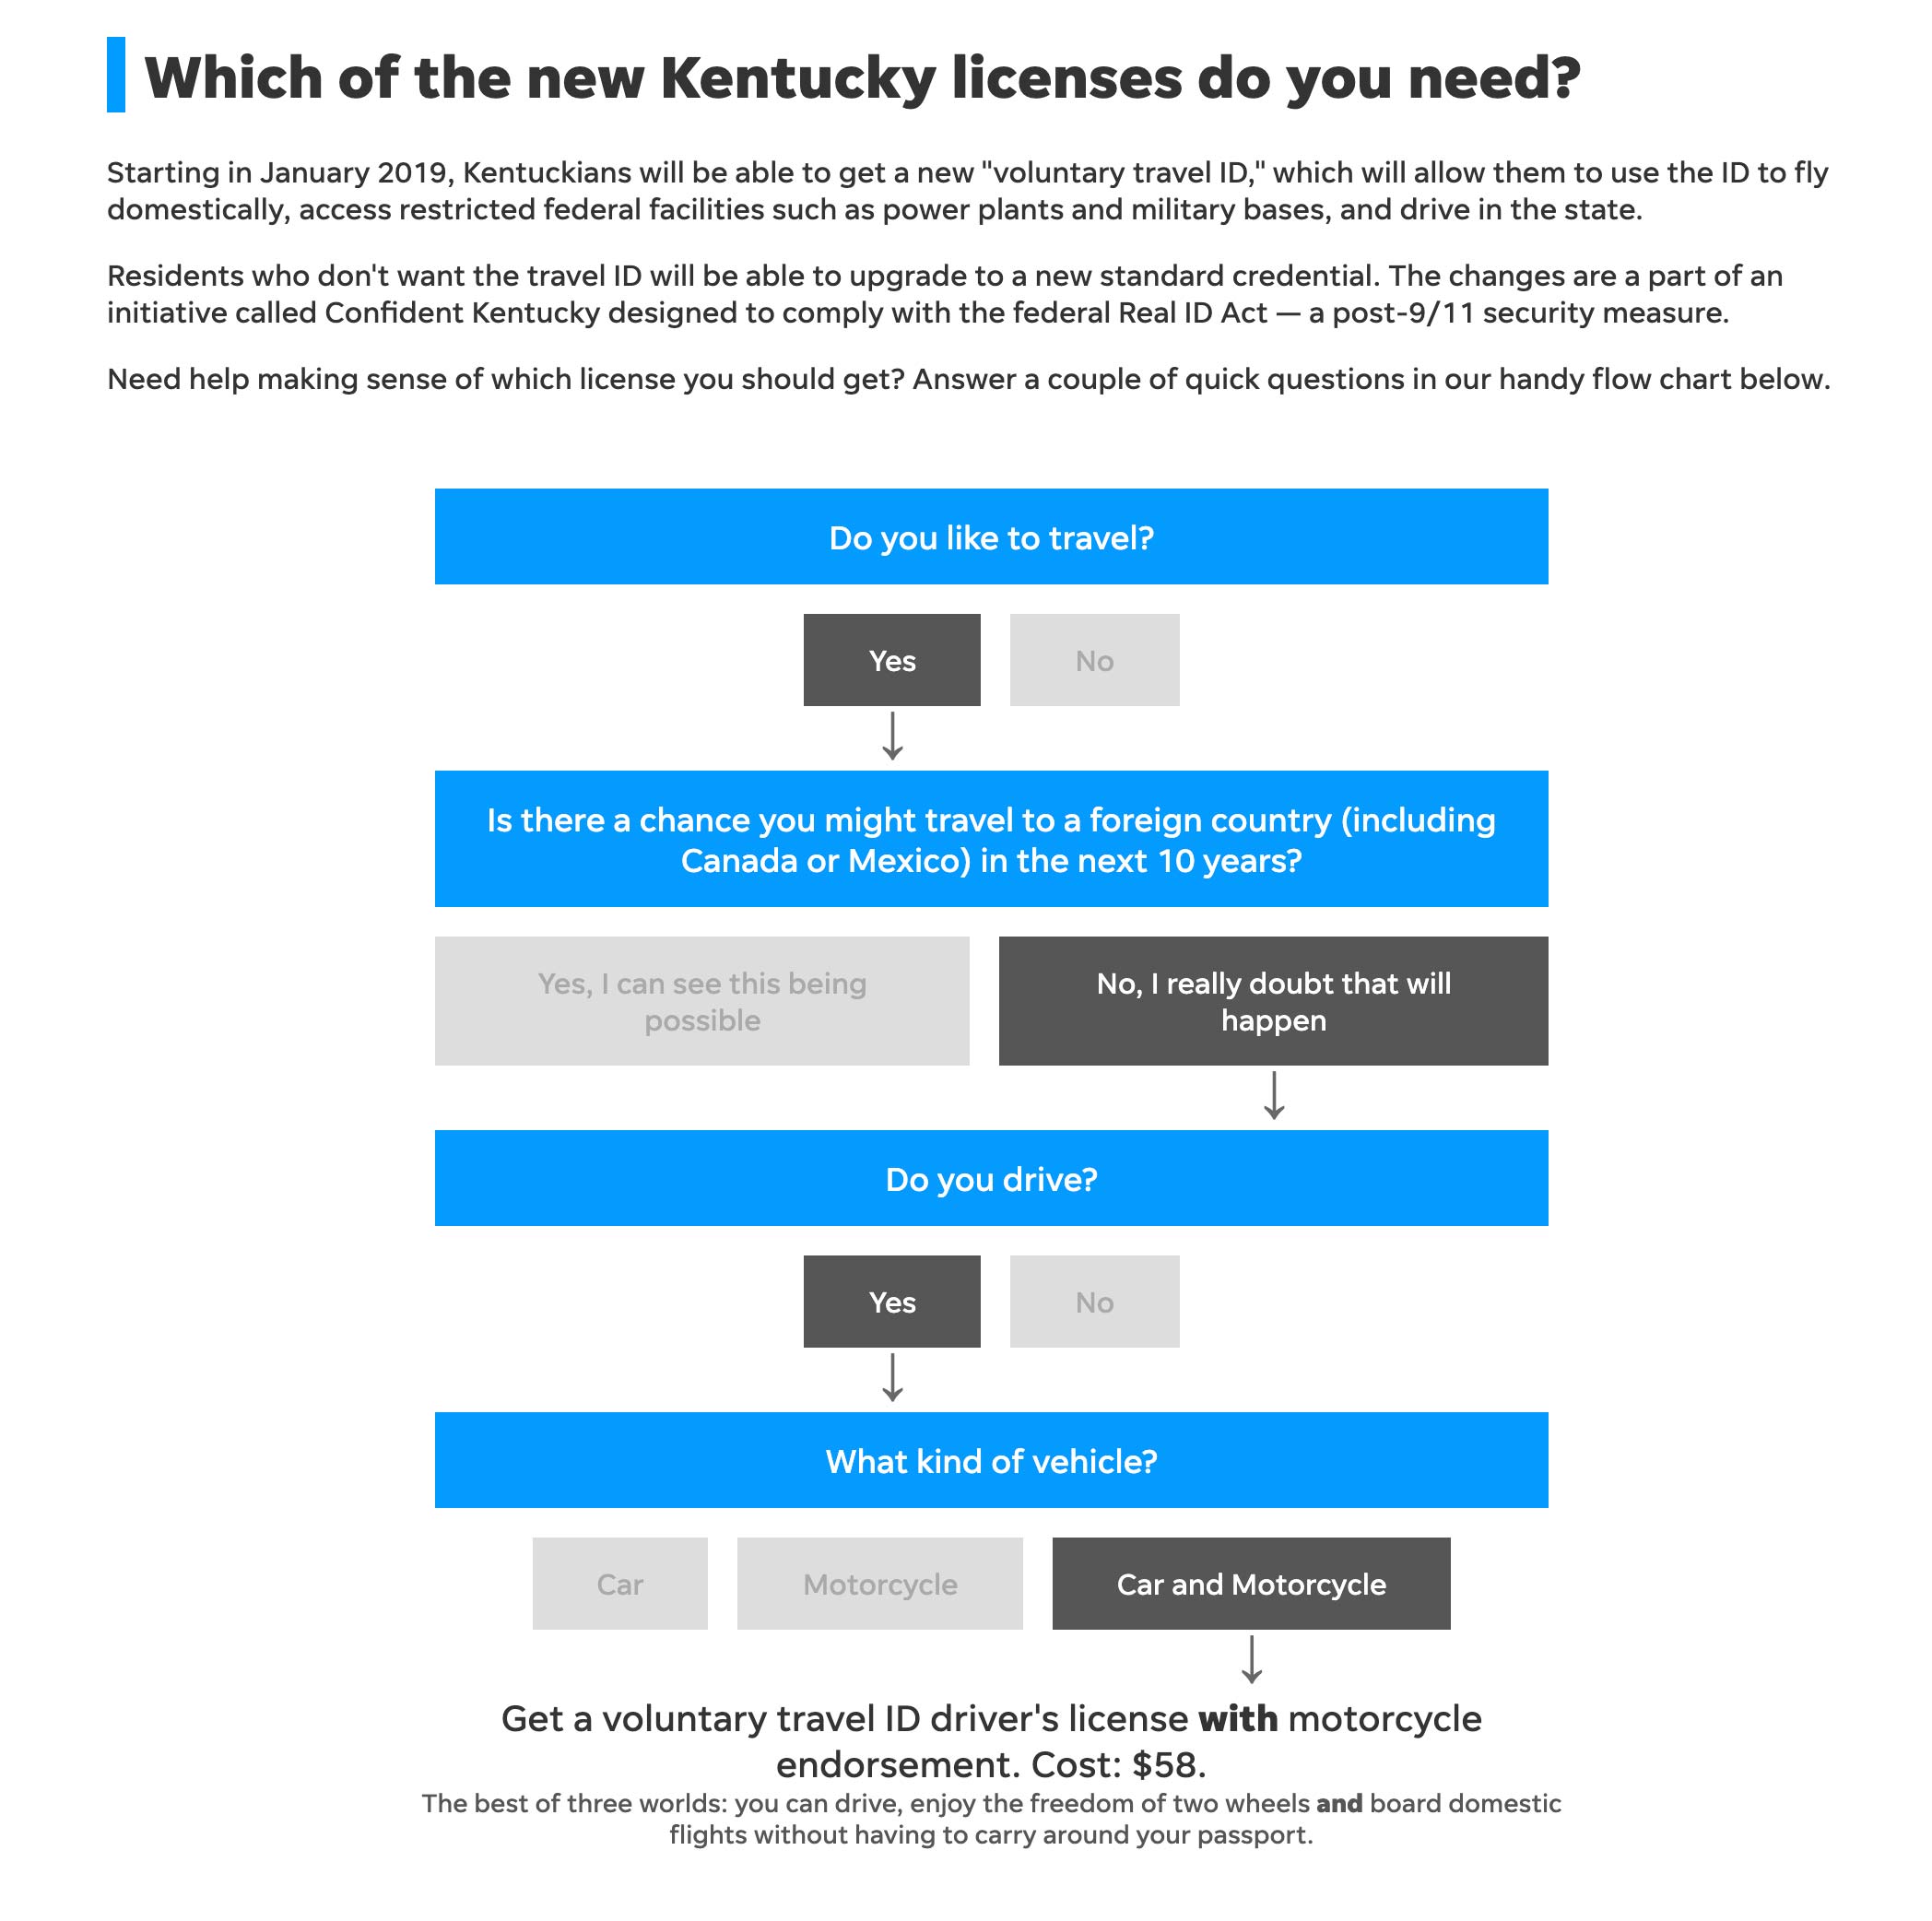 Which of the new Kentucky licenses do you need?
Starting in January 2019, Kentuckians will be able to get a new "voluntary travel ID," which will allow them to use the ID to fly
domestically, access restricted federal facilities such as power plants and military bases, and drive in the state.
Residents who don't want the travel ID will be able to upgrade to a new standard credential. The changes are a part of an
initiative called Confident Kentucky designed to comply with the federal Real ID Act — a post-9/11 security measure.
Need help making sense of which license you should get? Answer a couple of quick questions in our handy flow chart below.
Do you like to travel?
Yes
No
Is there a chance you might travel to a foreign country (including
Canada or Mexico) in the next 10 years?
Yes, I can see this being
possible
No, I really doubt that will
happen
Do you drive?
Yes
No
What kind of vehicle?
Car
Motorcycle
Car and Motorcycle
Get a voluntary travel ID driver's license with motorcycle
endorsement. Cost: $58.
The best of three worlds: you can drive, enjoy the freedom of two wheels and board domestic
flights without having to carry around your passport.